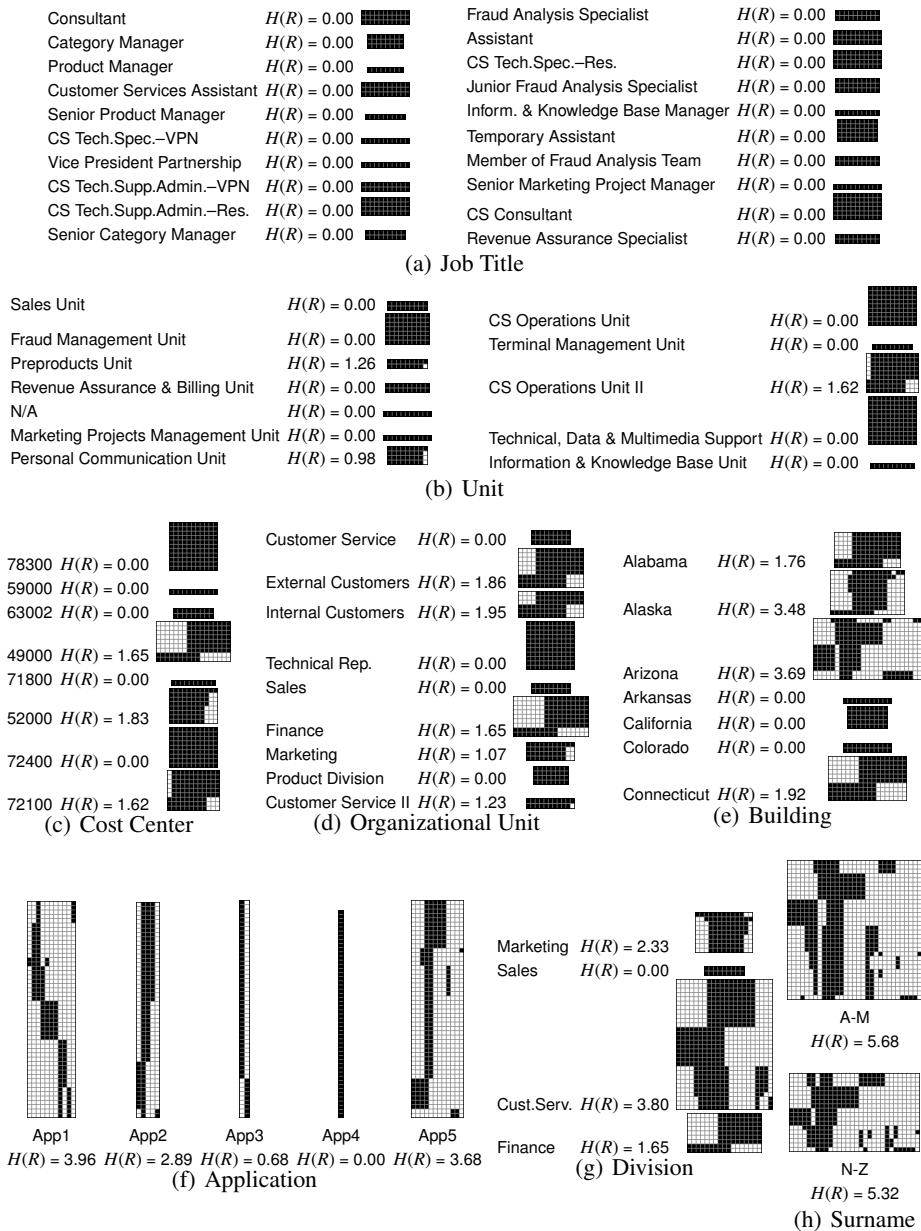 Consultant H(R) = 0.00
Category Manager H(R) = 0.00
Product Manager H(R) = 0.00
Customer Services Assistant H(R) = 0.00
Senior Product Manager H(R) = 0.00
CS Tech.Spec.–VPN H(R) = 0.00
Vice President Partnership H(R) = 0.00
CS Tech.Supp.Admin.–VPN H(R) = 0.00
CS Tech.Supp.Admin.–Res. H(R) = 0.00
Senior Category Manager H(R) = 0.00
Fraud Analysis Specialist H(R) = 0.00
Assistant H(R) = 0.00
CS Tech.Spec.–Res. H(R) = 0.00
Junior Fraud Analysis Specialist H(R) = 0.00
Inform. & Knowledge Base Manager H(R) = 0.00
Temporary Assistant H(R) = 0.00
Member of Fraud Analysis Team H(R) = 0.00
Senior Marketing Project Manager H(R) = 0.00
CS Consultant H(R) = 0.00
Revenue Assurance Specialist H(R) = 0.00
(a) Job Title
Sales Unit H(R) = 0.00
Fraud Management Unit H(R) = 0.00
Preproducts Unit H(R) = 1.26
Revenue Assurance & Billing Unit H(R) = 0.00
N/A H(R) = 0.00
Marketing Projects Management Unit H(R) = 0.00
Personal Communication Unit H(R) = 0.98
CS Operations Unit H(R) = 0.00
Terminal Management Unit H(R) = 0.00
CS Operations Unit II H(R) = 1.62
Technical, Data & Multimedia Support H(R) = 0.00
Information & Knowledge Base Unit H(R) = 0.00
(b) Unit
78300 H(R) = 0.00
59000 H(R) = 0.00
63002 H(R) = 0.00
49000 H(R) = 1.65
71800 H(R) = 0.00
52000 H(R) = 1.83
72400 H(R) = 0.00
72100 H(R) = 1.62
(c) Cost Center
Customer Service H(R) = 0.00
External Customers H(R) = 1.86
Internal Customers H(R) = 1.95
Technical Rep. H(R) = 0.00
Sales H(R) = 0.00
Finance H(R) = 1.65
Marketing H(R) = 1.07
Product Division H(R) = 0.00
Customer Service II H(R) = 1.23
(d) Organizational Unit
Alabama H(R) = 1.76
Alaska H(R) = 3.48
Arizona H(R) = 3.69
Arkansas H(R) = 0.00
California H(R) = 0.00
Colorado H(R) = 0.00
Connecticut H(R) = 1.92
(e) Building
App1 App2 App3 App4 App5
H(R) = 3.96 H(R) = 2.89 H(R) = 0.68 H(R) = 0.00 H(R) = 3.68
(f) Application
Marketing H(R) = 2.33
Sales H(R) = 0.00
Cust.Serv. H(R) = 3.80
Finance H(R) = 1.65
(g) Division
A-M
H(R) = 5.68
N-Z
H(R) = 5.32
(h) Surname